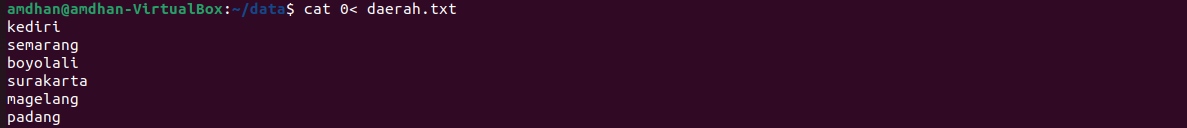 amdhan@amdhan-VirtualBox:~/data$ cat 0< daerah.txt
kediri
semarang
boyolali
surakarta
magelang
padang